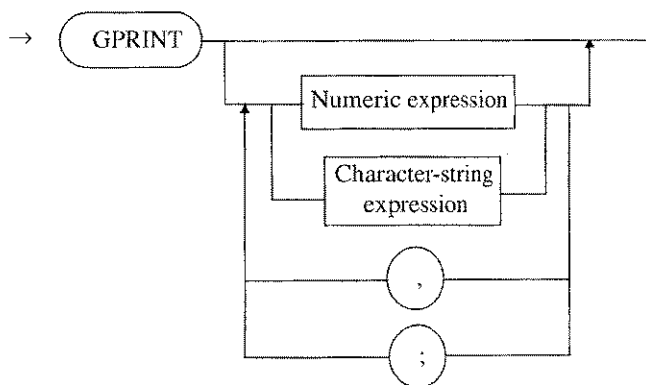 → GPRINT
Numeric expression
Character-string
expression
,
;